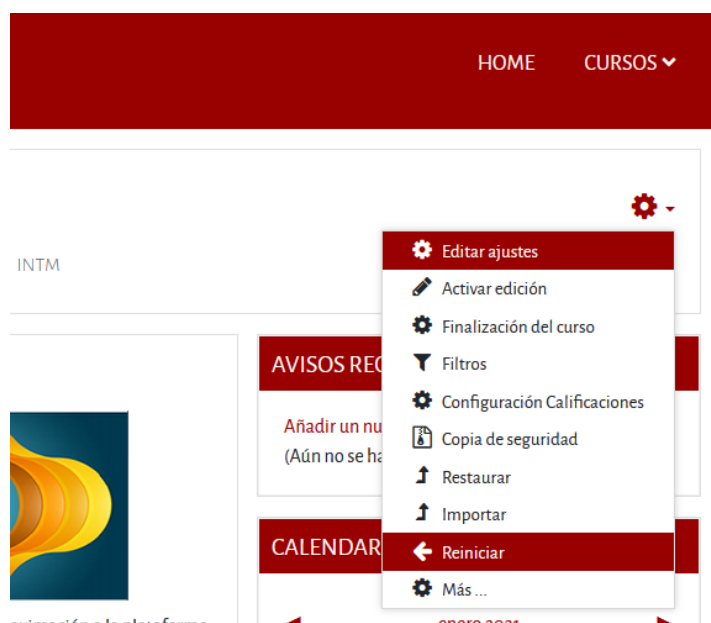 HOME CURSOS
INTM
Editar ajustes
Activar edición
Finalización del curso
Filtros
Configuración Calificaciones
Copia de seguridad
Restaurar
Importar
Reiniciar
Más ...
AVISOS REC
Añadir un nu
(Aún no se ha
CALENDAR
enero 2021